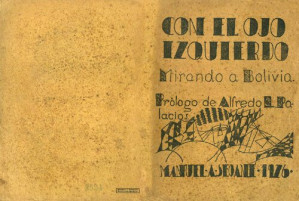 CON EL OJO
IZQUIERDO
Mirando a Bolivia.
Prólogo de Alfredo L. Pa-
lacios
MANUEL A. SEOANE · 1926 ·